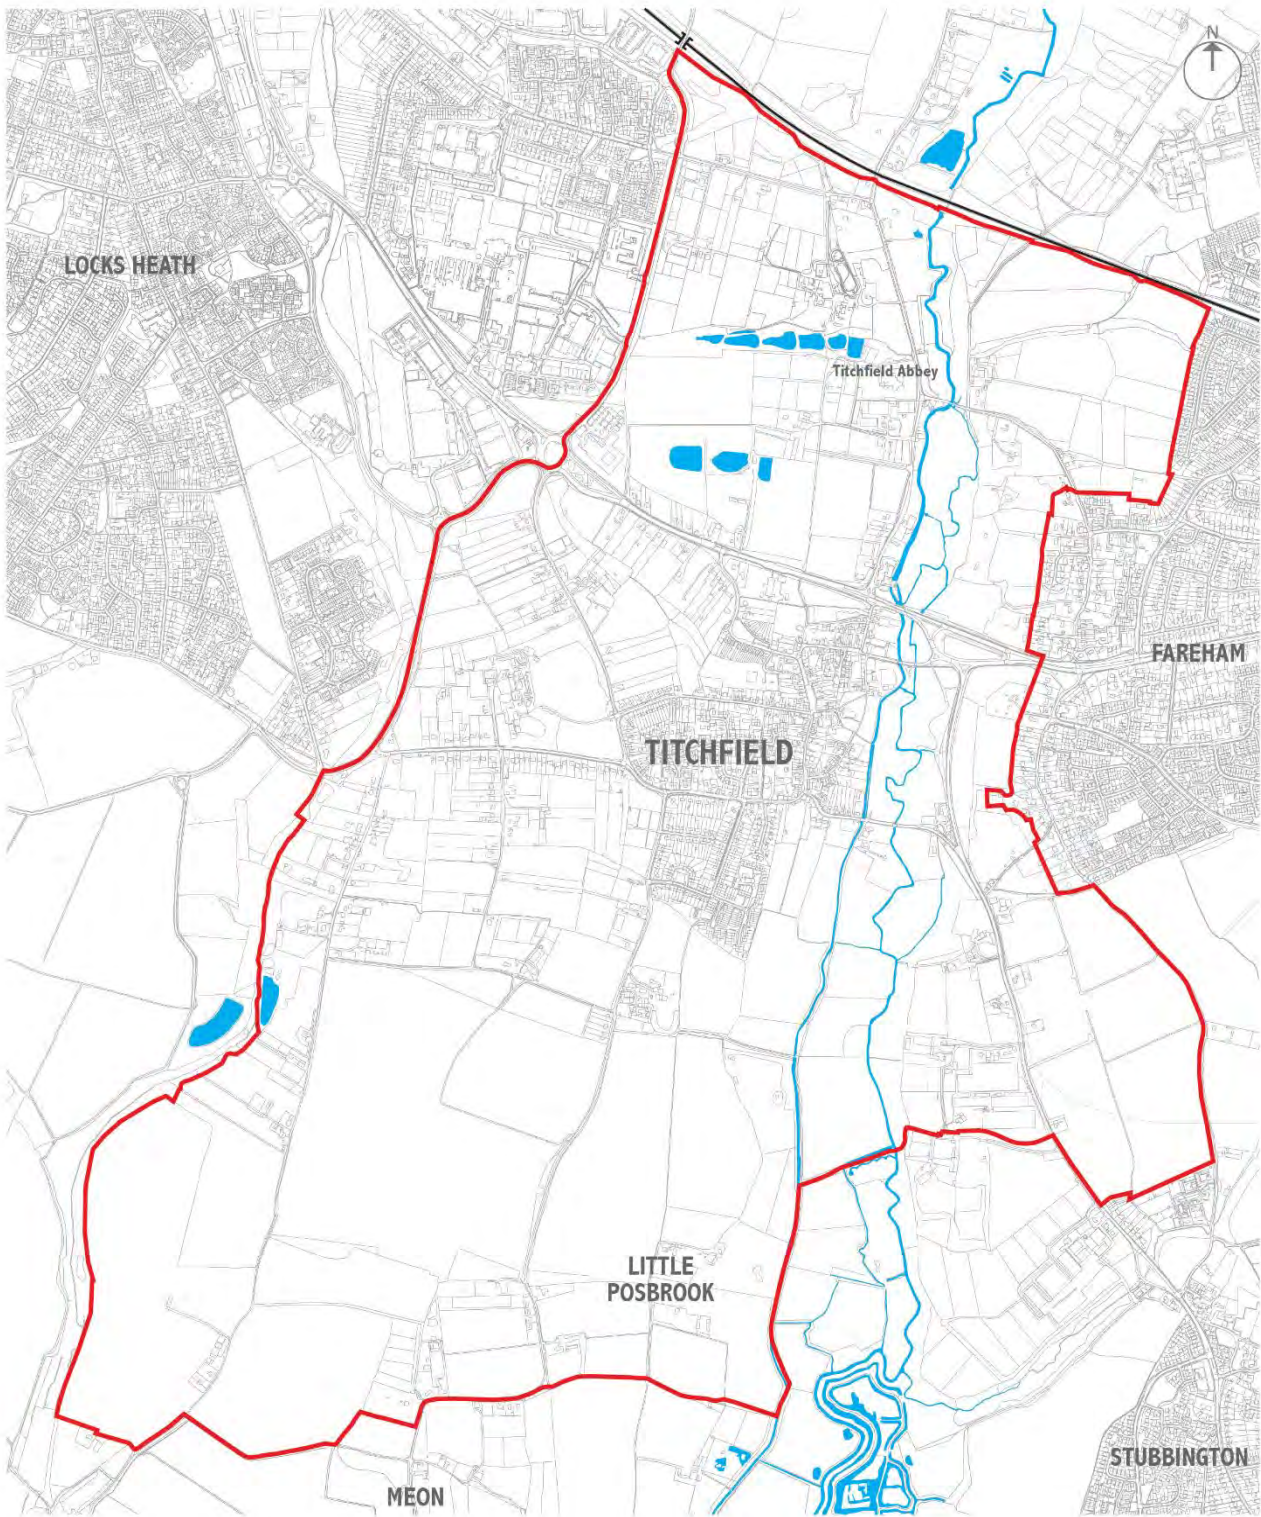 N
LOCKS HEATH
Titchfield Abbey
FAREHAM
TITCHFIELD
LITTLE
POSBROOK
STUBBINGTON
MEON